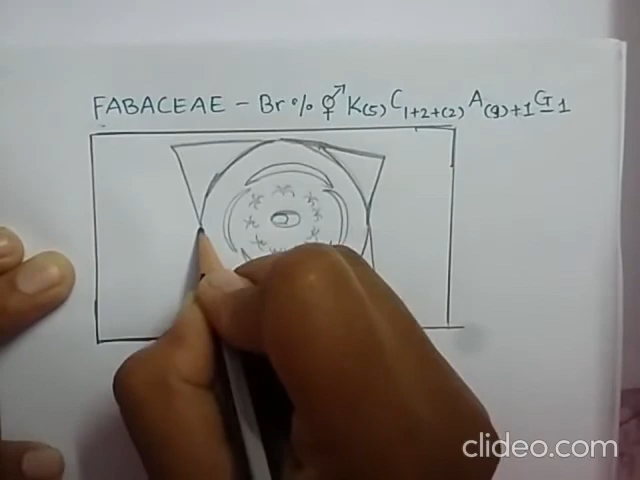 FABACEAE - Br % ⚥ K(5) C1+2+(2) A(9)+1 G1
clideo.com